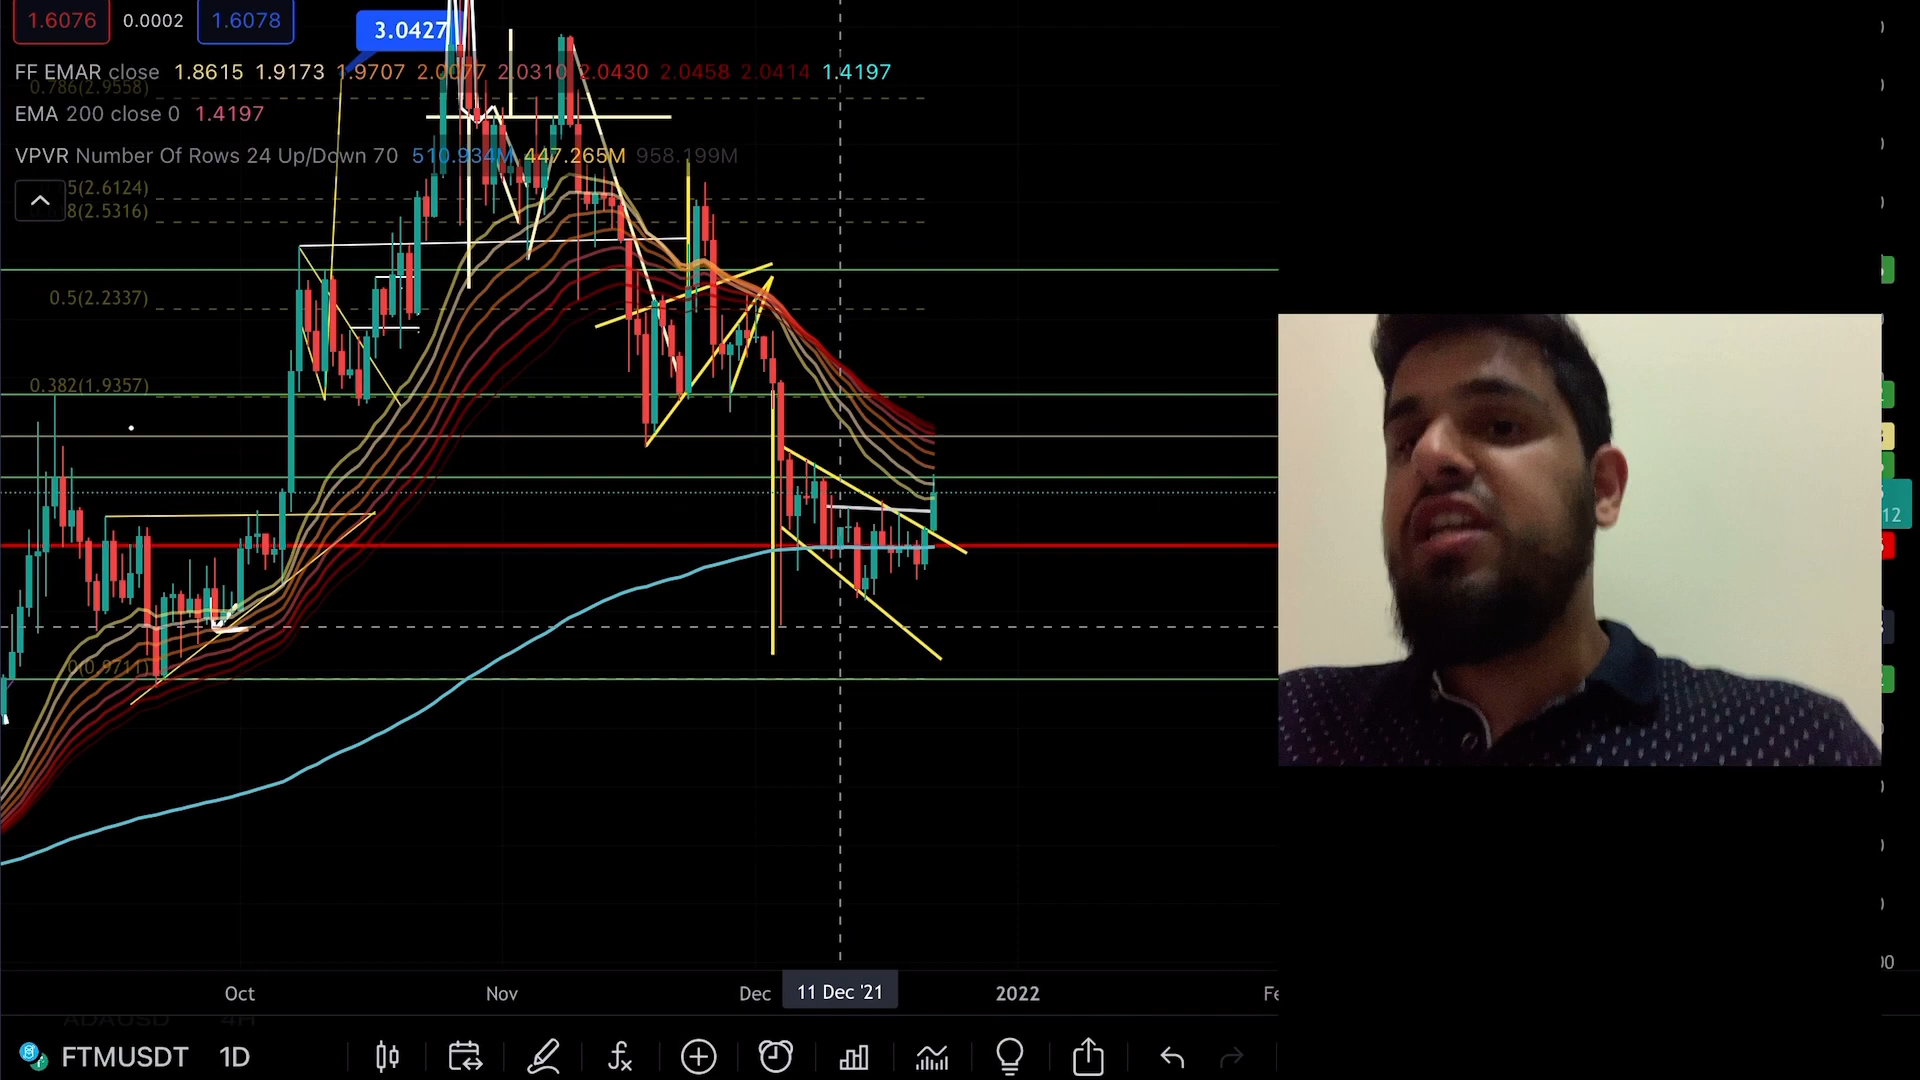 1.6076 0.0002 1.6078
3.0427
FF EMAR close 1.8615 1.9173 1.9707 2.0077 2.0310 2.0430 2.0458 2.0414 1.4197
0.786(2.9558)
EMA 200 close 0 1.4197
VPVR Number Of Rows 24 Up/Down 70 510.934M 447.265M 958.199M
5(2.6124)
8(2.5316)
0.5(2.2337)
0.382(1.9357)
12
0(0.9711)
00
Oct Nov Dec 11 Dec '21 2022 Fe
ADAUSD 4H
FTMUSDT 1D